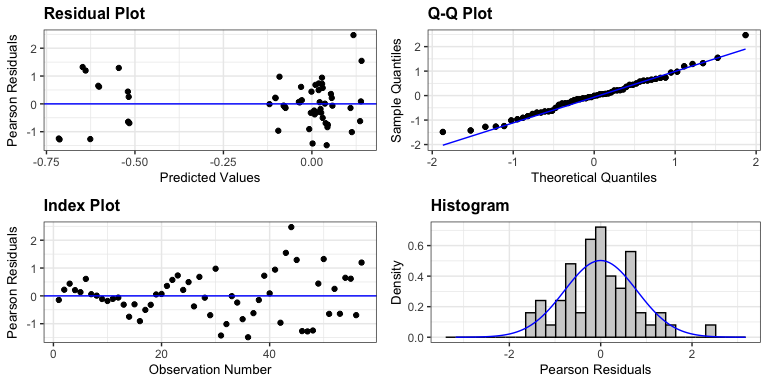 Residual Plot
Pearson Residuals
2
1
0
-1
-0.75
-0.50
-0.25
0.00
Predicted Values
Q-Q Plot
Sample Quantiles
2
1
0
-1
-2
-2
-1
0
1
2
Theoretical Quantiles
Index Plot
Pearson Residuals
2
1
0
-1
0
20
40
Observation Number
Histogram
Density
0.6
0.4
0.2
0.0
-2
0
2
Pearson Residuals